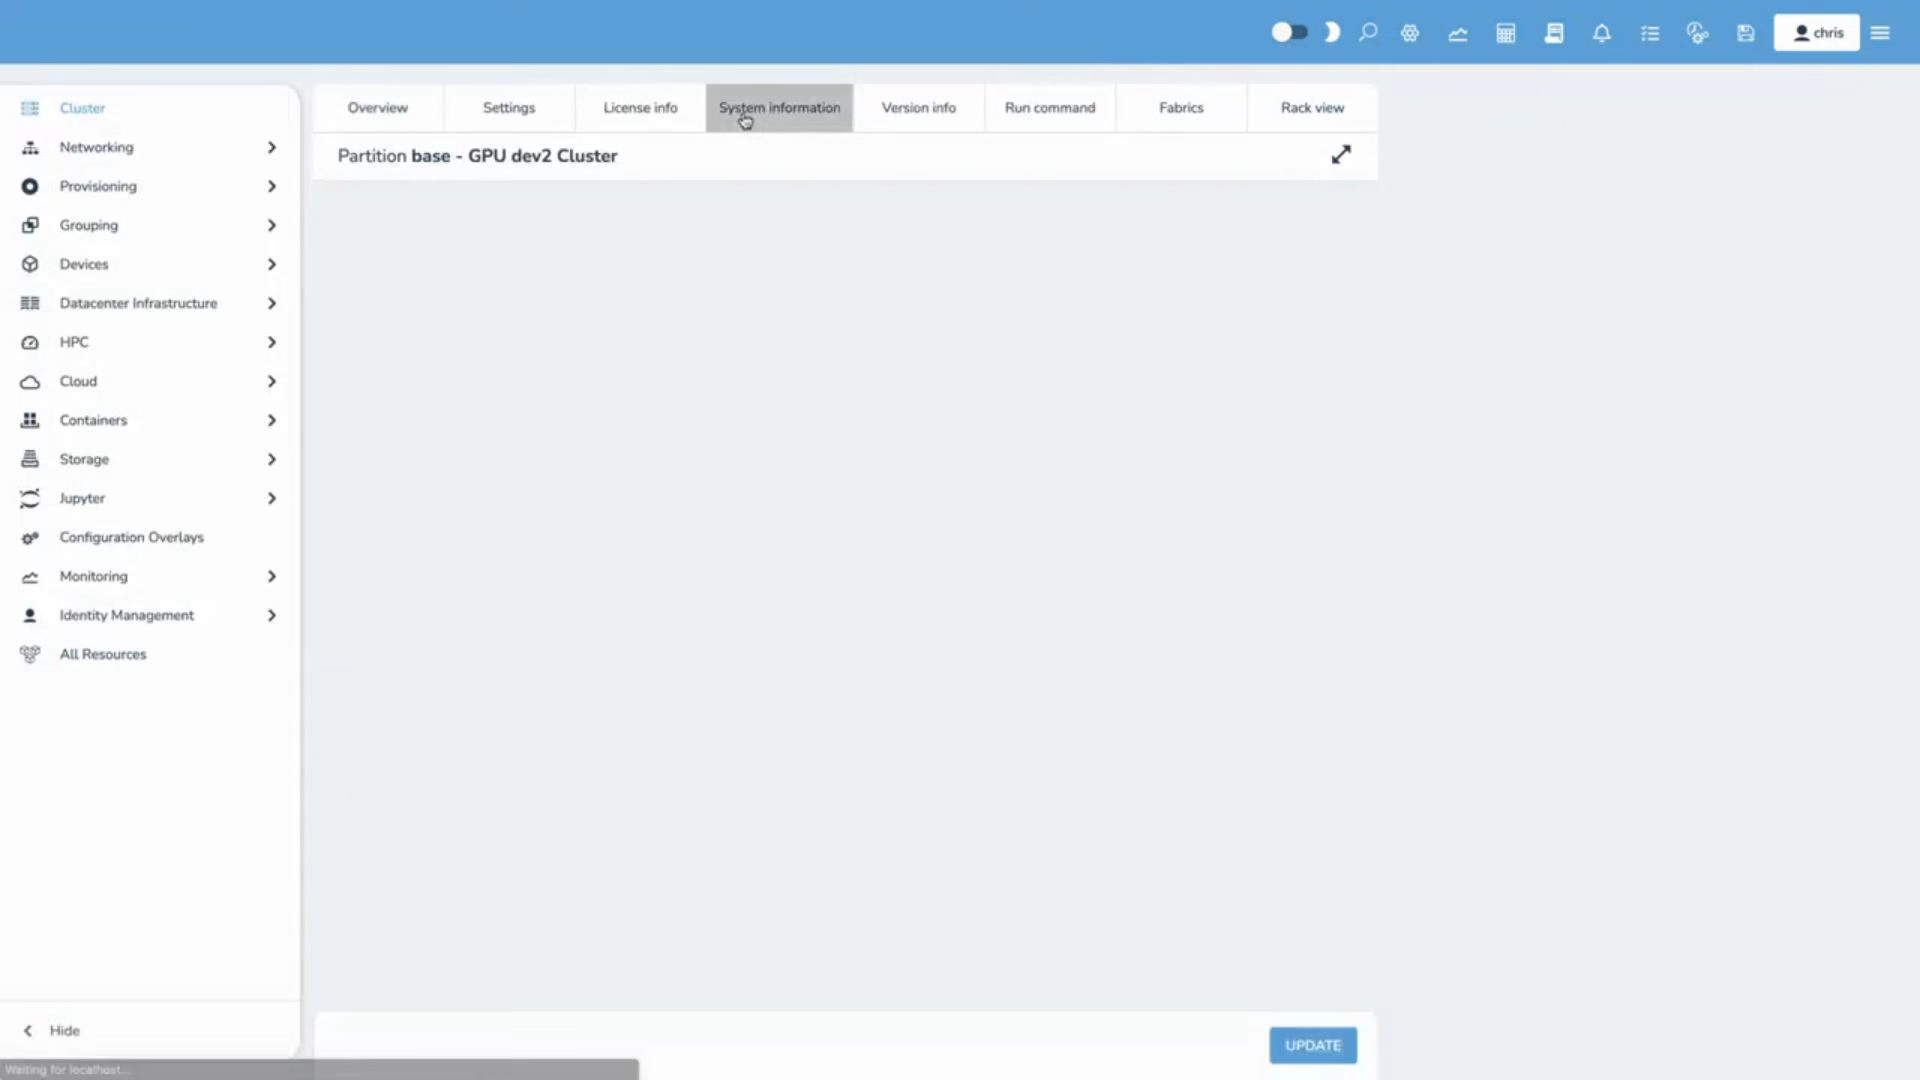 chris
Cluster
Networking
Provisioning
Grouping
Devices
Datacenter Infrastructure
HPC
Cloud
Containers
Storage
Jupyter
Configuration Overlays
Monitoring
Identity Management
All Resources
Hide
Overview
Settings
License info
System information
Version info
Run command
Fabrics
Rack view
Partition base - GPU dev2 Cluster
UPDATE
Waiting for localhost...